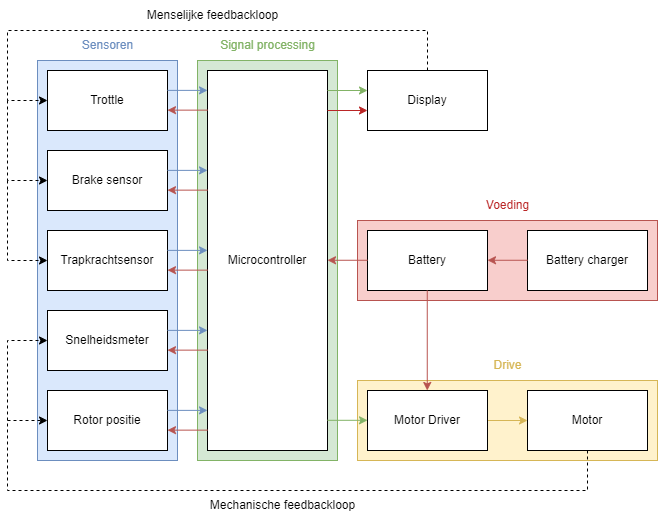 Menselijke feedbackloop
Sensoren
Signal processing
Trottle
Display
Brake sensor
Voeding
Trapkrachtsensor
Microcontroller
Battery
Battery charger
Snelheidsmeter
Drive
Rotor positie
Motor Driver
Motor
Mechanische feedbackloop